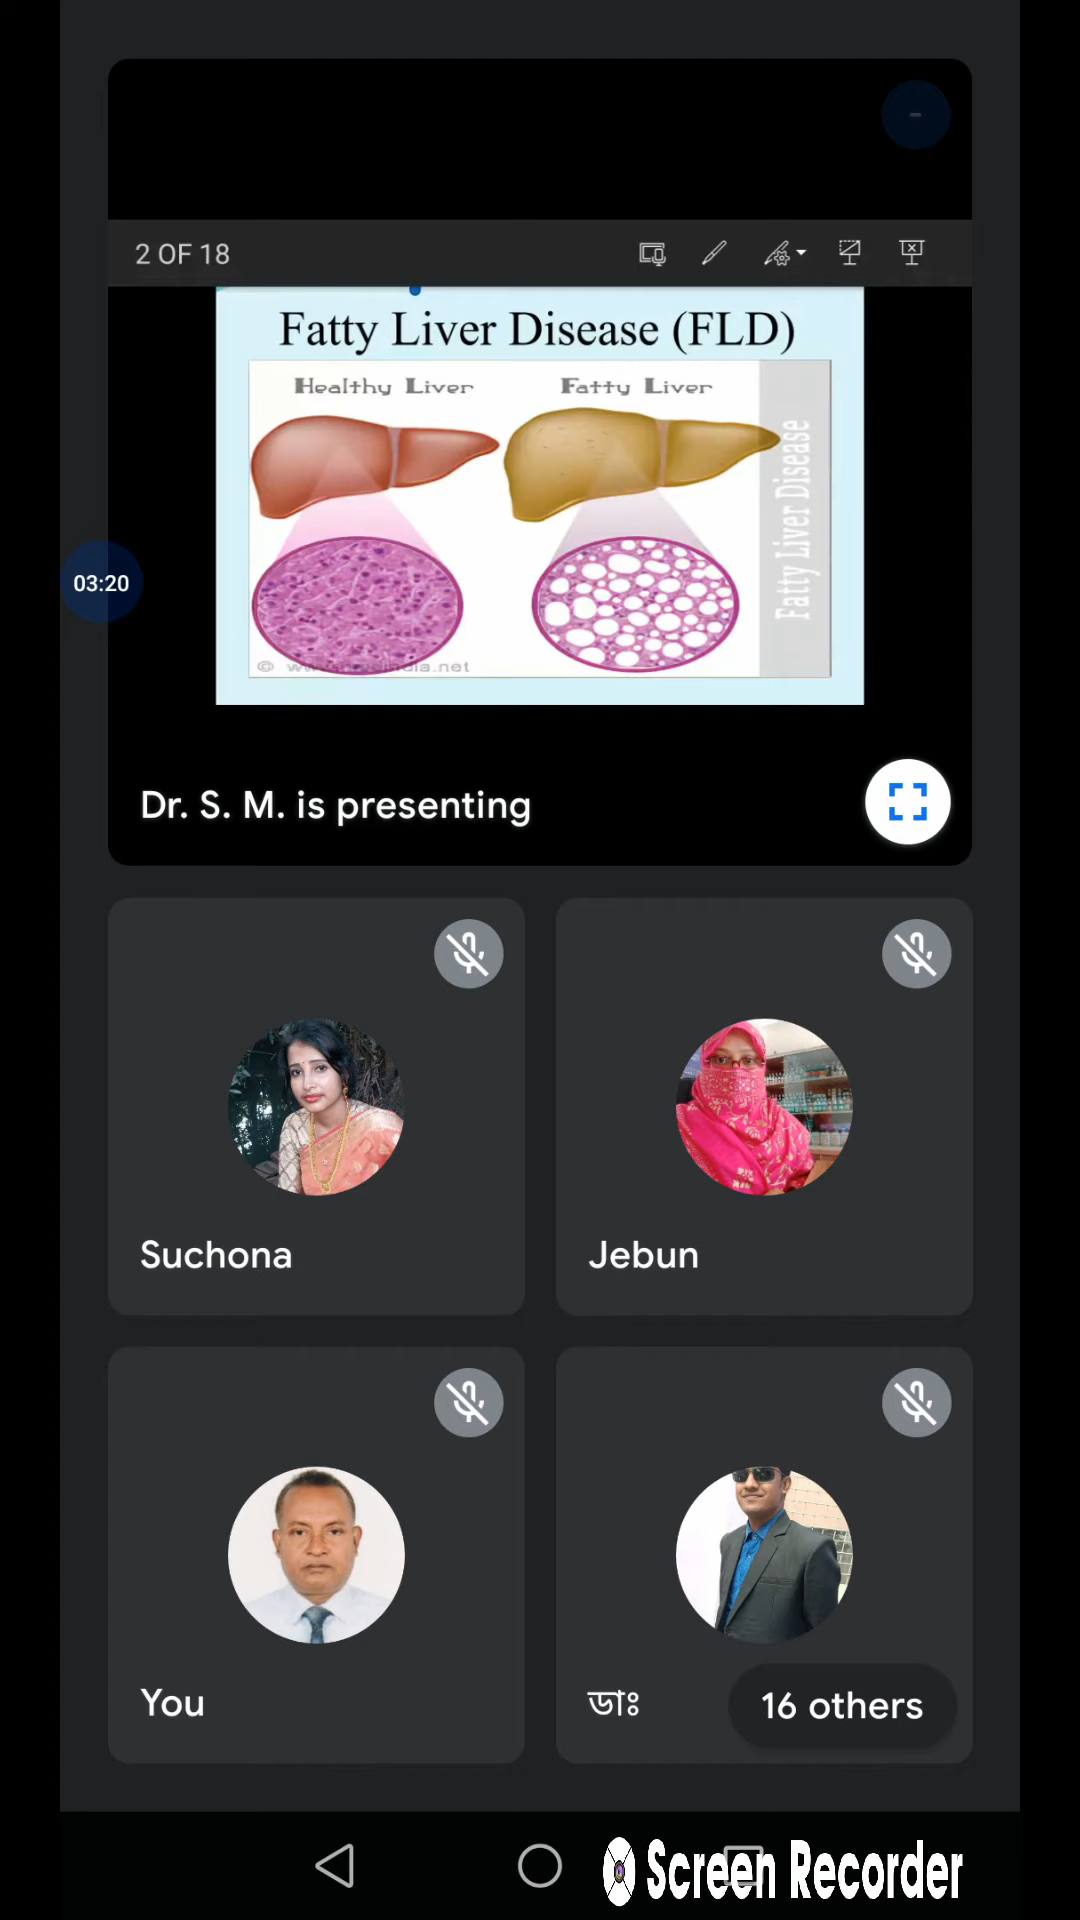 2 OF 18
Fatty Liver Disease (FLD)
Healthy Liver
Fatty Liver
Fatty Liver Disease
03:20
Dr. S. M. is presenting
Suchona
Jebun
You
ডাঃ
16 others
Screen Recorder